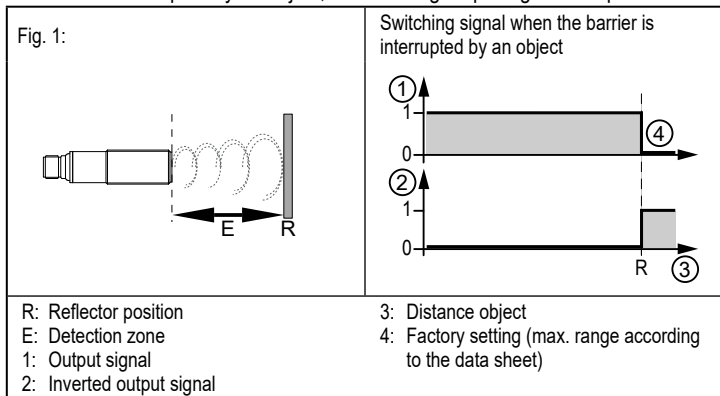 Fig. 1:
E
R
Switching signal when the barrier is
interrupted by an object
1
1
0
4
2
1
0
R
3
R: Reflector position
E: Detection zone
1: Output signal
2: Inverted output signal
3: Distance object
4: Factory setting (max. range according
to the data sheet)